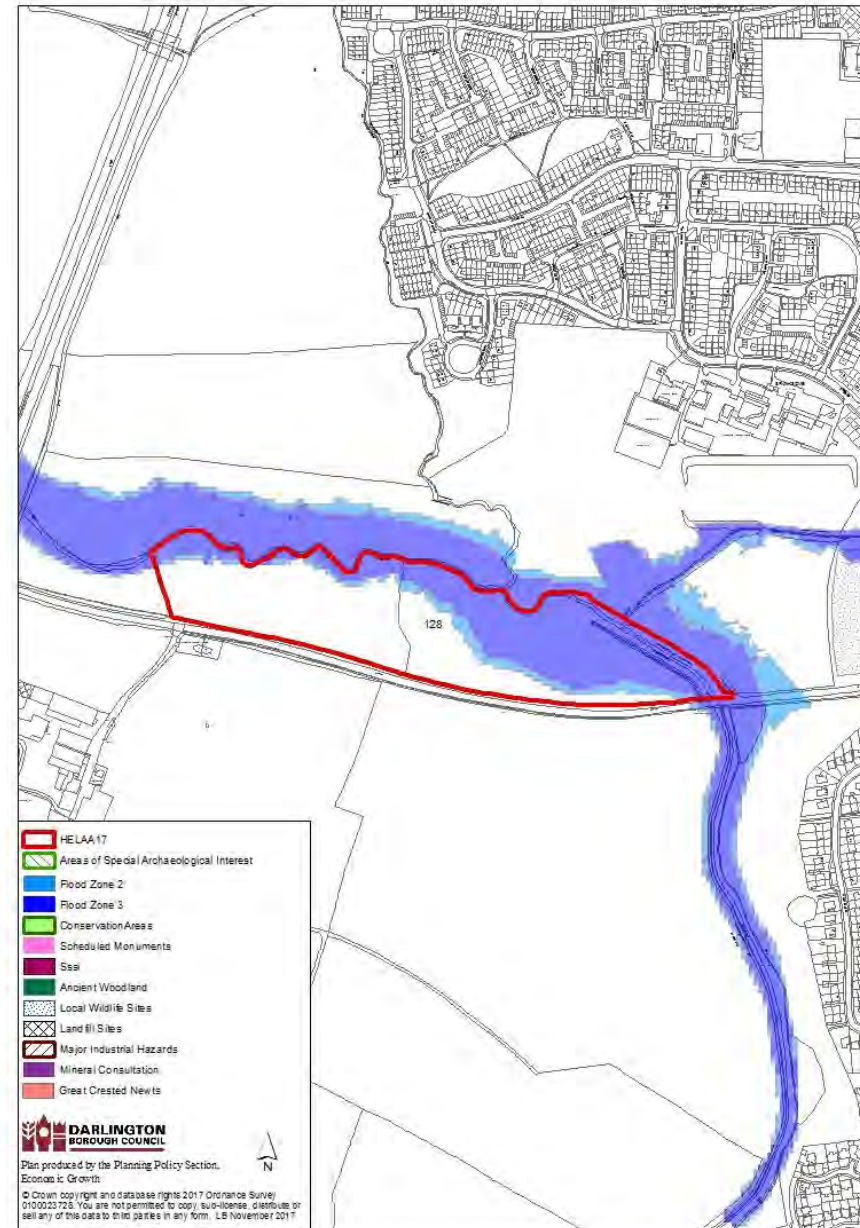 128
HELAA17
Areas of Special Archaeological Interest
Flood Zone 2
Flood Zone 3
Conservation Areas
Scheduled Monuments
Sssi
Ancient Woodland
Local Wildlife Sites
Landfill Sites
Major Industrial Hazards
Mineral Consultation
Great Crested Newts
DARLINGTON
BOROUGH COUNCIL
N
Plan produced by the Planning Policy Section,
Economic Growth
© Crown copyright and database rights 2017 Ordnance Survey
0100023728. You are not permitted to copy, sub-license, distribute or
sell any of this data to third parties in any form. LB November 2017